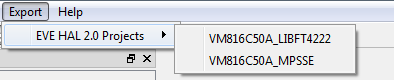 Export Help
EVE HAL 2.0 Projects
VM816C50A_LIBFT4222
VM816C50A_MPSSE